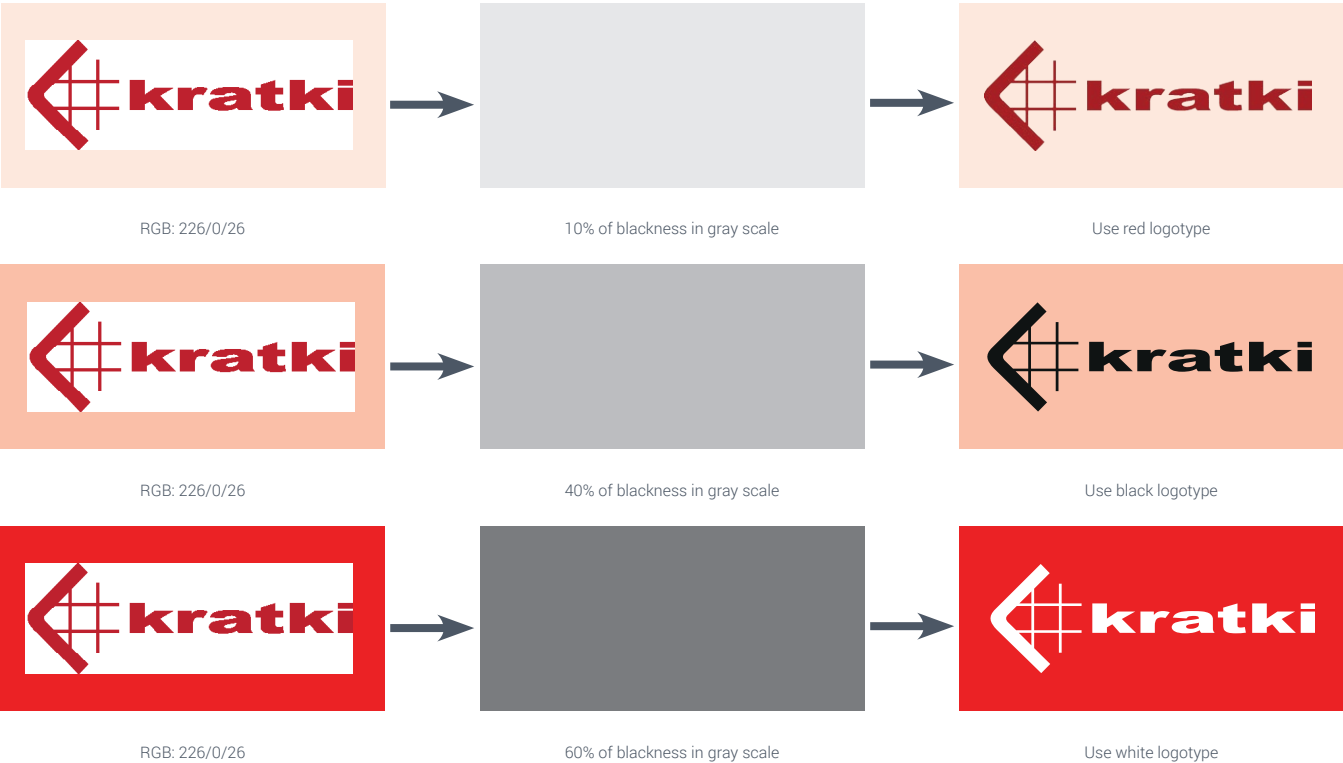 kratki
kratki
RGB: 226/0/26
10% of blackness in gray scale
Use red logotype
kratki
kratki
RGB: 226/0/26
40% of blackness in gray scale
Use black logotype
kratki
kratki
RGB: 226/0/26
60% of blackness in gray scale
Use white logotype